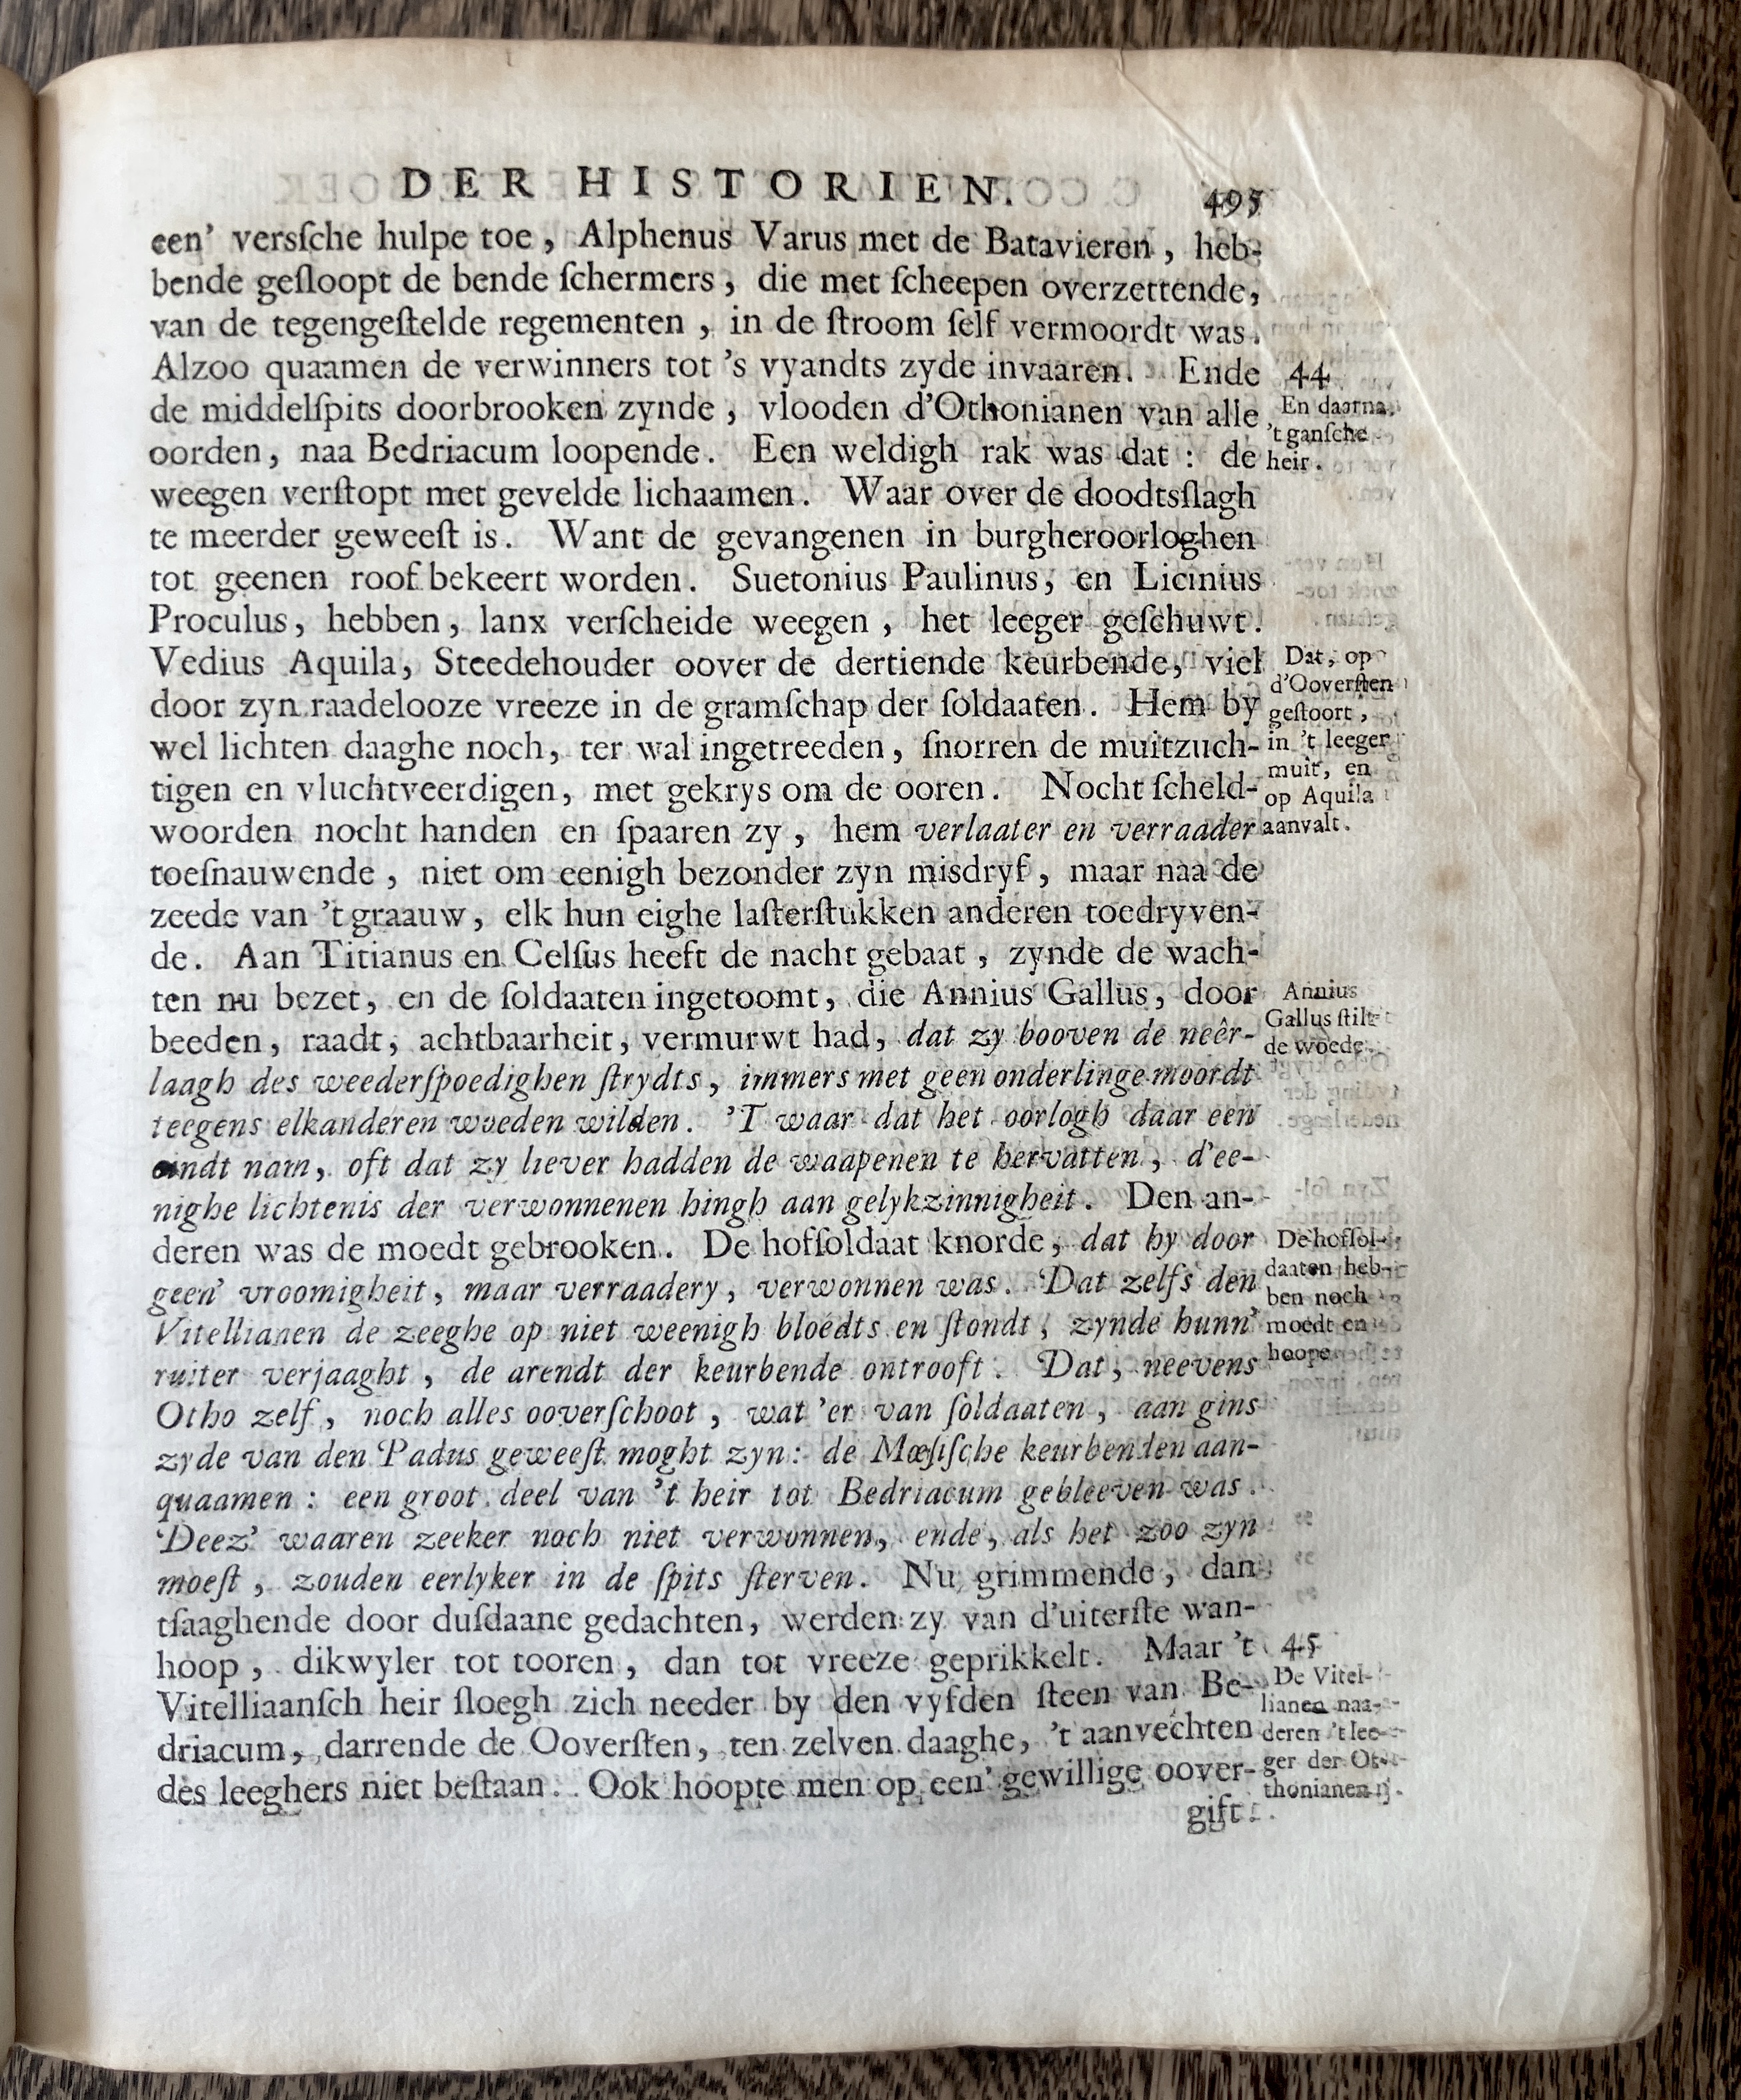 DER HISTORIEN. 495
een' versſche hulpe toe, Alphenus Varus met de Batavieren, heb-
bende geſloopt de bende ſchermers, die met ſcheepen overzettende,
van de tegengeſtelde regementen, in de ſtroom ſelf vermoordt was.
Alzoo quaamen de verwinners tot 's vyandts zyde invaaren. Ende
de middelſpits doorbrooken zynde, vlooden d'Othonianen van alle
oorden, naa Bedriacum loopende. Een weldigh rak was dat: de
weegen verſtopt met gevelde lichaamen. Waar over de doodtsſlagh
te meerder geweeſt is. Want de gevangenen in burgheroorloghen
tot geenen roof bekeert worden. Suetonius Paulinus, en Licinius
Proculus, hebben, lanx verſcheide weegen, het leeger geſchuwt.
Vedius Aquila, Steedehouder oover de dertiende keurbende, viel
door zyn raadelooze vreeze in de gramſchap der ſoldaaten. Hem by
wel lichten daaghe noch, ter wal ingetreeden, ſnorren de muitzuch-
tigen en vluchtveerdigen, met gekrys om de ooren. Nocht ſcheld-
woorden nocht handen en ſpaaren zy, hem verlaater en verraader
toeſnauwende, niet om eenigh bezonder zyn misdryf, maar naa de
zeede van 't graauw, elk hun eighe laſterſtukken anderen toedryven-
de. Aan Titianus en Celſus heeft de nacht gebaat, zynde de wach-
ten nu bezet, en de ſoldaaten ingetoomt, die Annius Gallus, door
beeden, raadt, achtbaarheit, vermurwt had, dat zy booven de neêr-
laagh des weederſpoedighen ſtrydts, immers met geen onderlinge moordt
teegens elkanderen woeden wilden. 'T waar dat het oorlogh daar een
eindt nam, oft dat zy liever hadden de waapenen te hervatten, d'ee-
nighe lichtenis der verwonnenen hingh aan gelykzinnigheit. Den an-
deren was de moedt gebrooken. De hofſoldaat knorde, dat hy door
geen' vroomigheit, maar verraadery, verwonnen was. Dat zelfs den
Vitellianen de zeeghe op niet weenigh bloedts en ſtondt, zynde hunn'
ruiter verjaaght, de arendt der keurbende ontrooft. Dat, neevens
Otho zelf, noch alles ooverſchoot, wat 'er van ſoldaaten, aan gins
zyde van den Padus geweeſt moght zyn: de Mœſiſche keurbenden aan-
quaamen: een groot deel van 't heir tot Bedriacum gebleeven was.
Deez' waaren zeeker noch niet verwonnen, ende, als het zoo zyn
moeſt, zouden eerlyker in de ſpits ſterven. Nu grimmende, dan
tſaaghende door duſdaane gedachten, werden zy van d'uiterſte wan-
hoop, dikwyler tot tooren, dan tot vreeze geprikkelt. Maar 't
Vitelliaanſch heir ſloegh zich needer by den vyfden ſteen van Be-
driacum, darrende de Ooverſten, ten zelven daaghe, 't aanvechten
des leeghers niet beſtaan. Ook hoopte men op een' gewillige oover-
gift
44
En daarna
't ganſche
heir.
Dat, op
d'Ooverſten
geſtoort,
in 't leeger
muit, en
op Aquila
aanvalt.
Annius
Gallus ſtil-
de woede.
De hofſol-
daaten heb-
ben noch
moedt en
hoope
45
De Vitel-
lianen naa-
deren 't lee-
ger der Ot-
thonianen